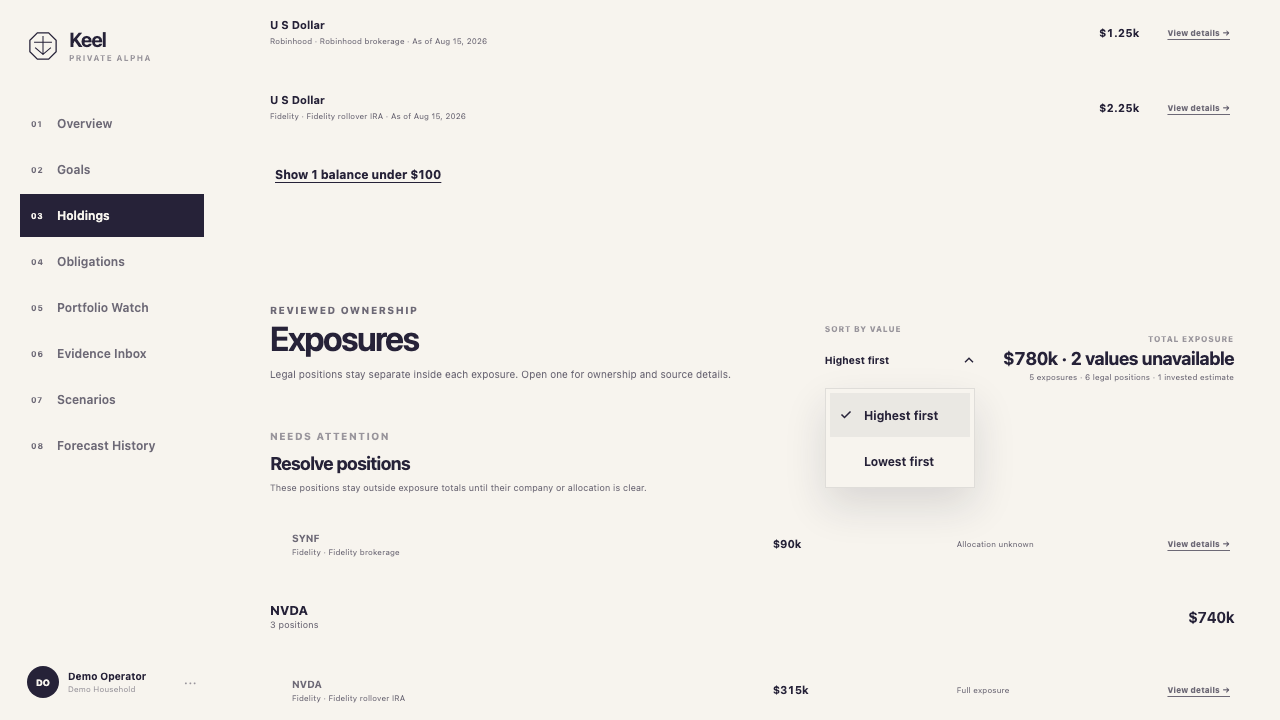 Keel
PRIVATE ALPHA
01 Overview
02 Goals
03 Holdings
04 Obligations
05 Portfolio Watch
06 Evidence Inbox
07 Scenarios
08 Forecast History
DO
Demo Operator
Demo Household
...
U S Dollar
Robinhood · Robinhood brokerage · As of Aug 15, 2026
$1.25k
View details →
U S Dollar
Fidelity · Fidelity rollover IRA · As of Aug 15, 2026
$2.25k
View details →
Show 1 balance under $100
REVIEWED OWNERSHIP
Exposures
Legal positions stay separate inside each exposure. Open one for ownership and source details.
SORT BY VALUE
Highest first
Highest first
Lowest first
TOTAL EXPOSURE
$780k · 2 values unavailable
5 exposures · 6 legal positions · 1 invested estimate
NEEDS ATTENTION
Resolve positions
These positions stay outside exposure totals until their company or allocation is clear.
SYNF
Fidelity · Fidelity brokerage
$90k
Allocation unknown
View details →
NVDA
3 positions
$740k
NVDA
Fidelity · Fidelity rollover IRA
$315k
Full exposure
View details →